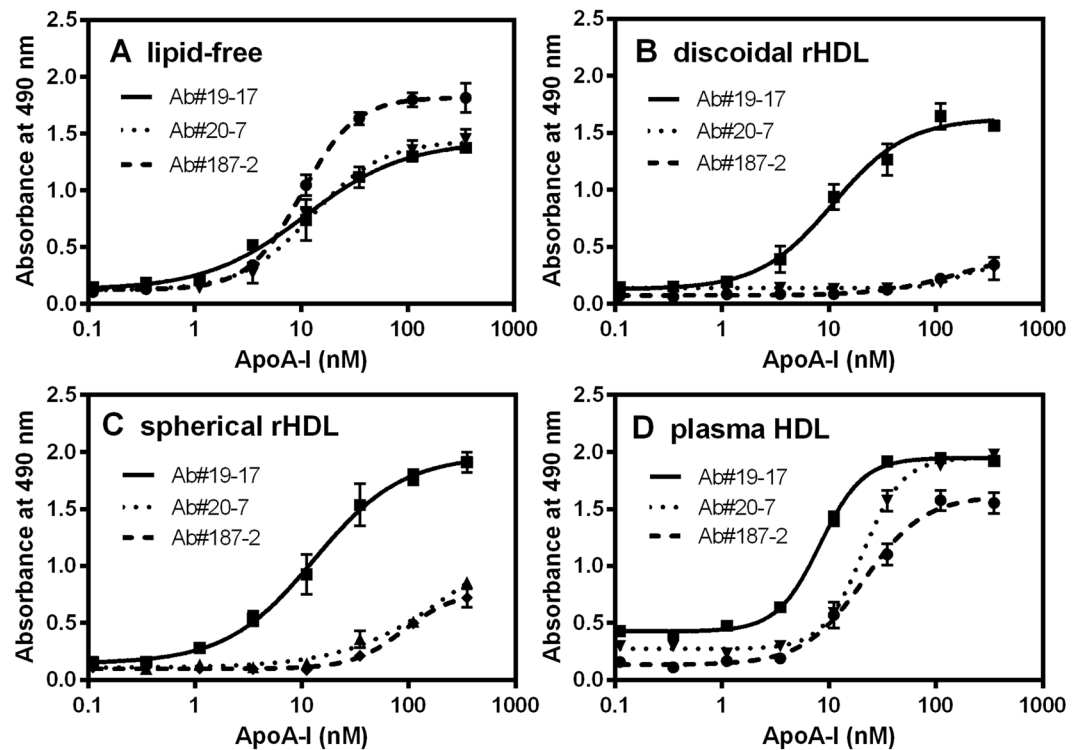 A lipid-free
Ab#19-17
Ab#20-7
Ab#187-2
Absorbance at 490 nm
2.5
2.0
1.5
1.0
0.5
0.0
0.1 1 10 100 1000
ApoA-I (nM)
B discoidal rHDL
Ab#19-17
Ab#20-7
Ab#187-2
Absorbance at 490 nm
2.5
2.0
1.5
1.0
0.5
0.0
0.1 1 10 100 1000
ApoA-I (nM)
C spherical rHDL
Ab#19-17
Ab#20-7
Ab#187-2
Absorbance at 490 nm
2.5
2.0
1.5
1.0
0.5
0.0
0.1 1 10 100 1000
ApoA-I (nM)
D plasma HDL
Ab#19-17
Ab#20-7
Ab#187-2
Absorbance at 490 nm
2.5
2.0
1.5
1.0
0.5
0.0
0.1 1 10 100 1000
ApoA-I (nM)